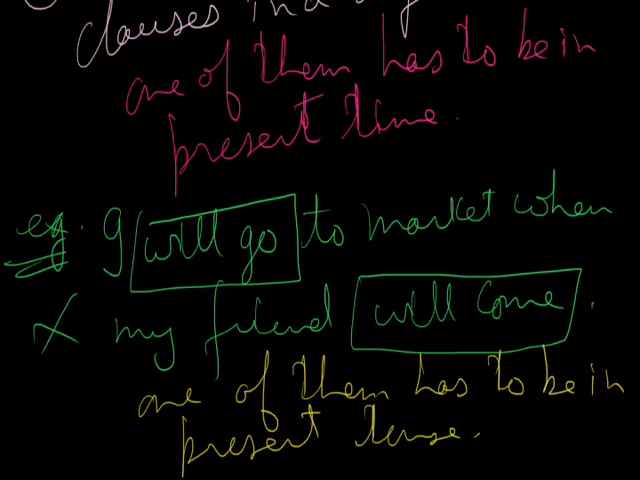 clauses in a
one of them has to be in
present time.
eg. I will go to market when
my friend will come.
one of them has to be in
present tense.